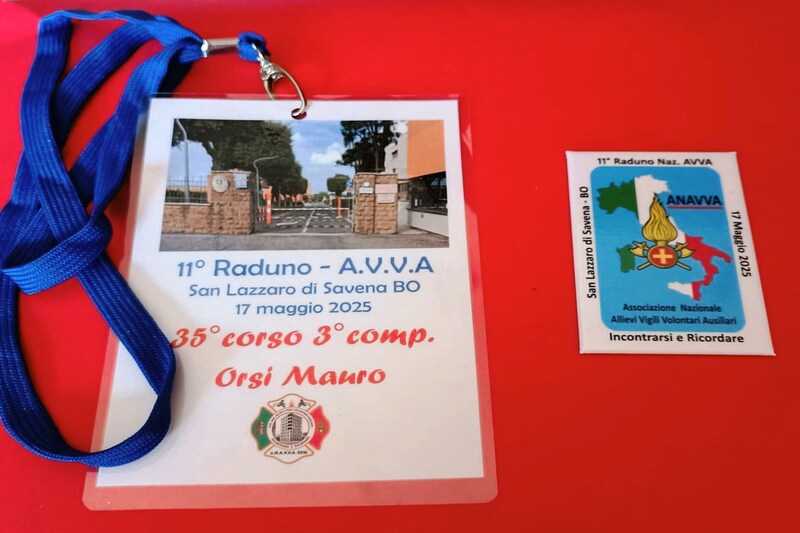 11° Raduno - A.V.V.A
San Lazzaro di Savena BO
17 maggio 2025
35° corso 3° comp.
Orsi Mauro
11° Raduno Naz. AVVA
San Lazzaro di Savena - BO
ANAVVA
17 Maggio 2025
Associazione Nazionale
Allievi Vigili Volontari Ausiliari
Incontrarsi e Ricordare